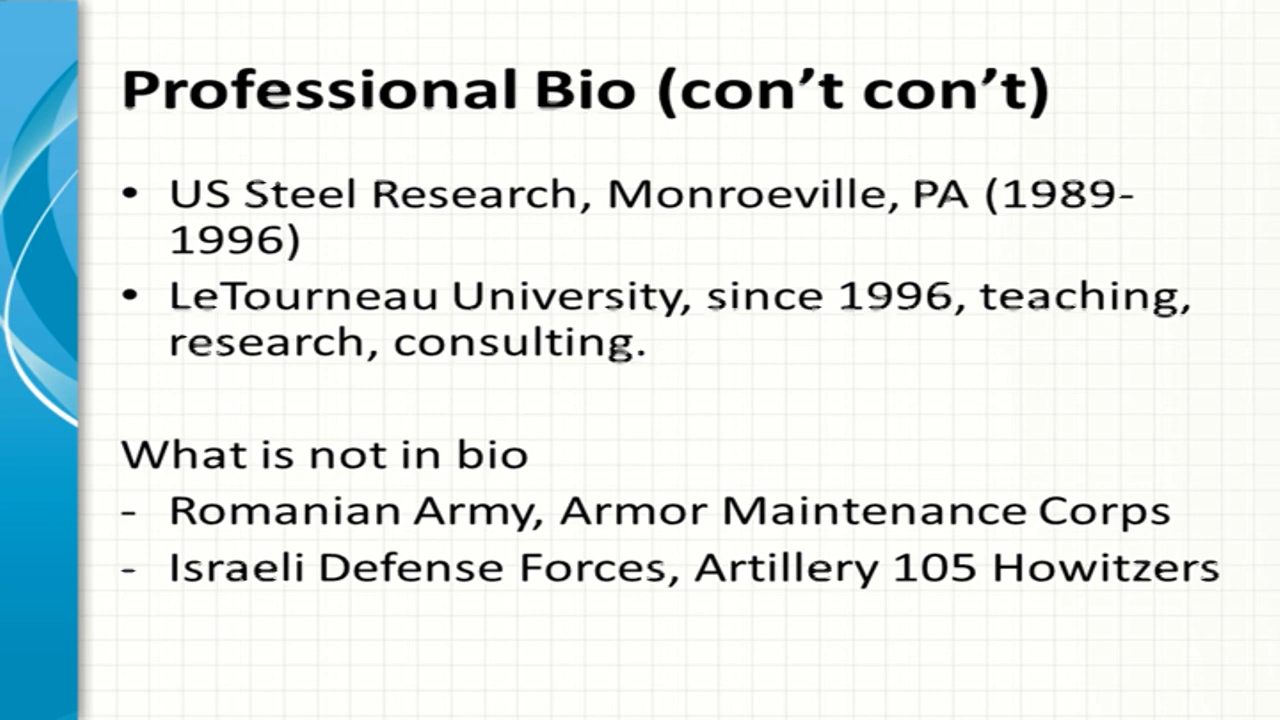 Professional Bio (con’t con’t)
• US Steel Research, Monroeville, PA (1989-
1996)
• LeTourneau University, since 1996, teaching,
research, consulting.
What is not in bio
- Romanian Army, Armor Maintenance Corps
- Israeli Defense Forces, Artillery 105 Howitzers